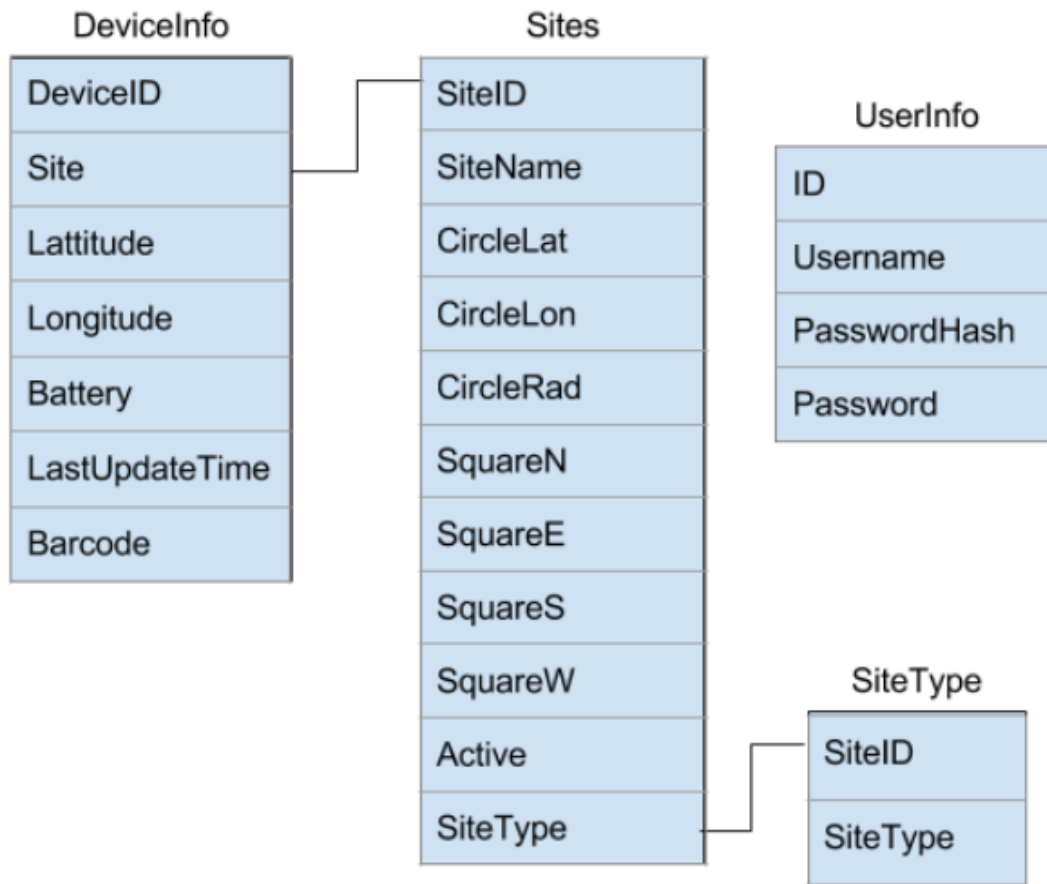 DeviceInfo
DeviceID
Site
Lattitude
Longitude
Battery
LastUpdateTime
Barcode
Sites
SiteID
SiteName
CircleLat
CircleLon
CircleRad
SquareN
SquareE
SquareS
SquareW
Active
SiteType
UserInfo
ID
Username
PasswordHash
Password
SiteType
SiteID
SiteType